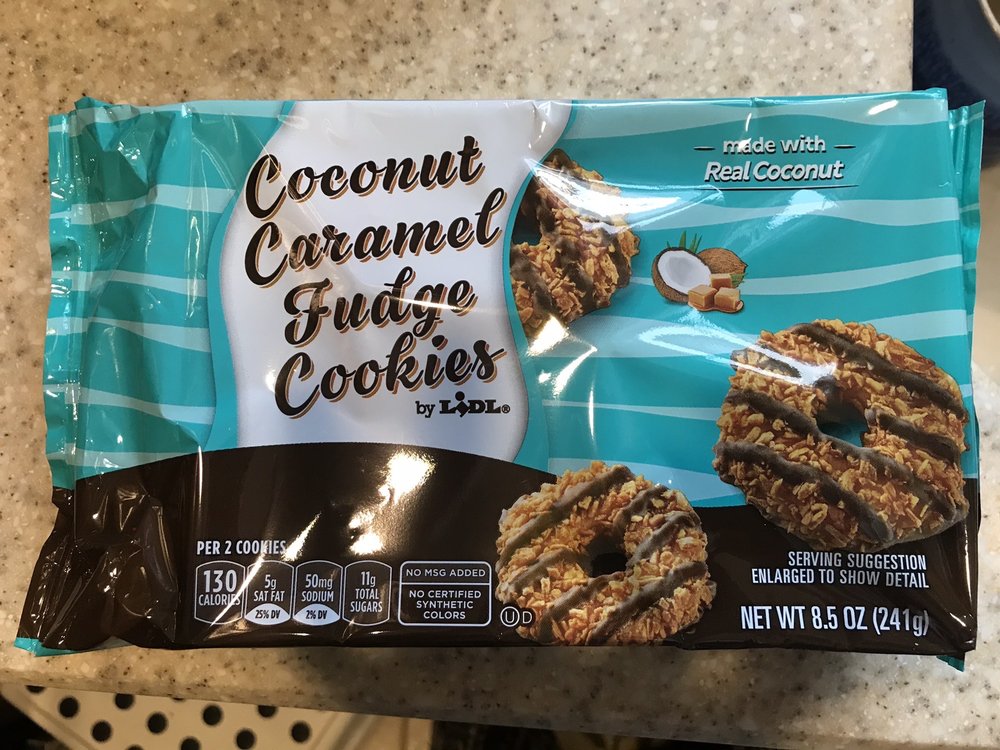 Coconut
Caramel
Fudge
Cookies
by LIDL®
made with
Real Coconut
PER 2 COOKIES
130
CALORIES
5g
SAT FAT
25% DV
50mg
SODIUM
2% DV
11g
TOTAL
SUGARS
NO MSG ADDED
NO CERTIFIED
SYNTHETIC
COLORS
U D
SERVING SUGGESTION
ENLARGED TO SHOW DETAIL
NET WT 8.5 OZ (241g)